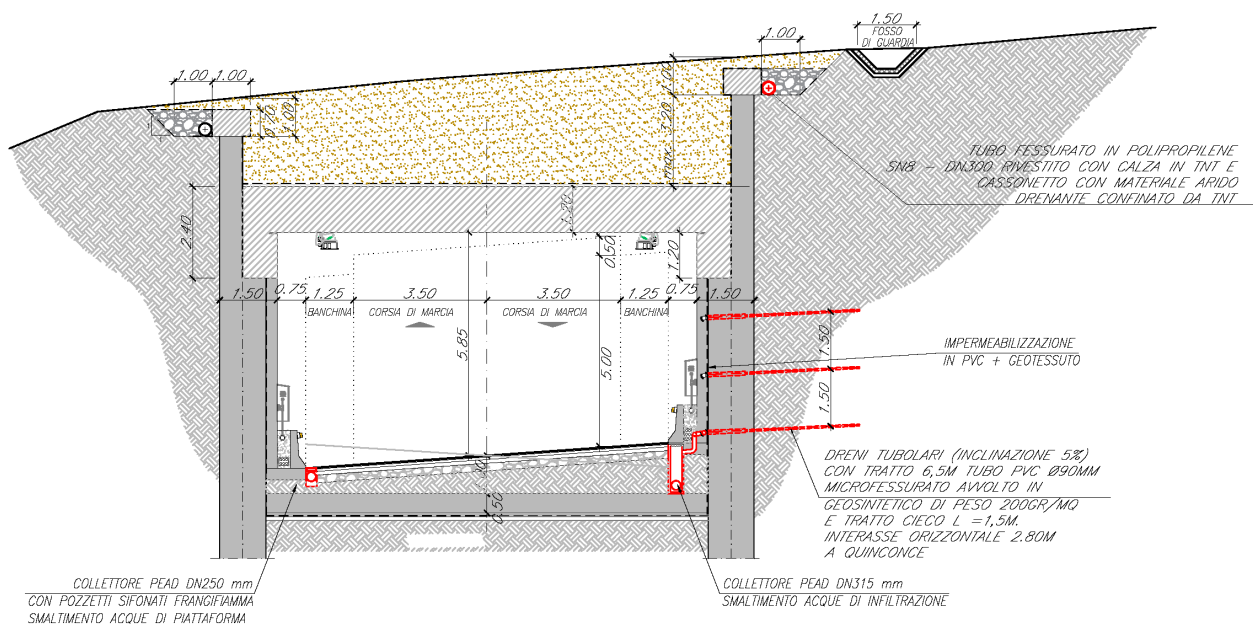 1.50
FOSSO
DI GUARDIA
1.00
1.00
1.00
1.00
0.70
1.00
max 3.20
TUBO FESSURATO IN POLIPROPILENE
SN8 - DN300 RIVESTITO CON CALZA IN TNT E
CASSONETTO CON MATERIALE ARIDO
DRENANTE CONFINATO DA TNT
2.40
1.20
0.50
1.20
1.50
0.75
1.25
3.50
3.50
1.25
0.75
1.50
BANCHINA
CORSIA DI MARCIA
CORSIA DI MARCIA
BANCHINA
5.85
5.00
1.50
1.50
IMPERMEABILIZZAZIONE
IN PVC + GEOTESSUTO
DRENI TUBOLARI (INCLINAZIONE 5%)
CON TRATTO 6,5M TUBO PVC Ø90MM
MICROFESSURATO AVVOLTO IN
GEOSINTETICO DI PESO 200GR/MQ
E TRATTO CIECO L =1,5M.
INTERASSE ORIZZONTALE 2.80M
A QUINCONCE
0.50
COLLETTORE PEAD DN250 mm
CON POZZETTI SIFONATI FRANGIFIAMMA
SMALTIMENTO ACQUE DI PIATTAFORMA
COLLETTORE PEAD DN315 mm
SMALTIMENTO ACQUE DI INFILTRAZIONE